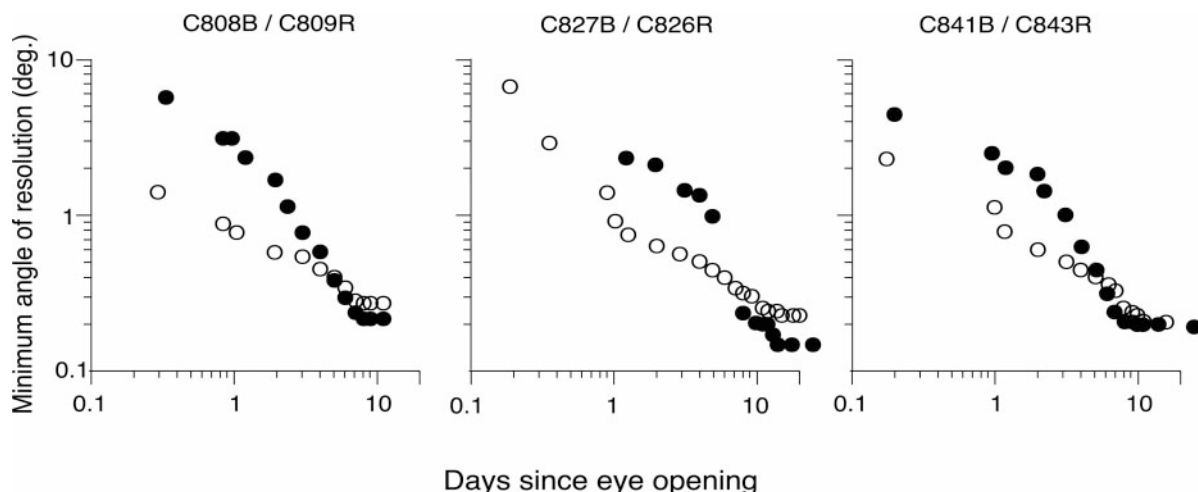 C808B / C809R
C827B / C826R
C841B / C843R
Minimum angle of resolution (deg.)
10
1
0.1
0.1 1 10
0.1 1 10
0.1 1 10
Days since eye opening